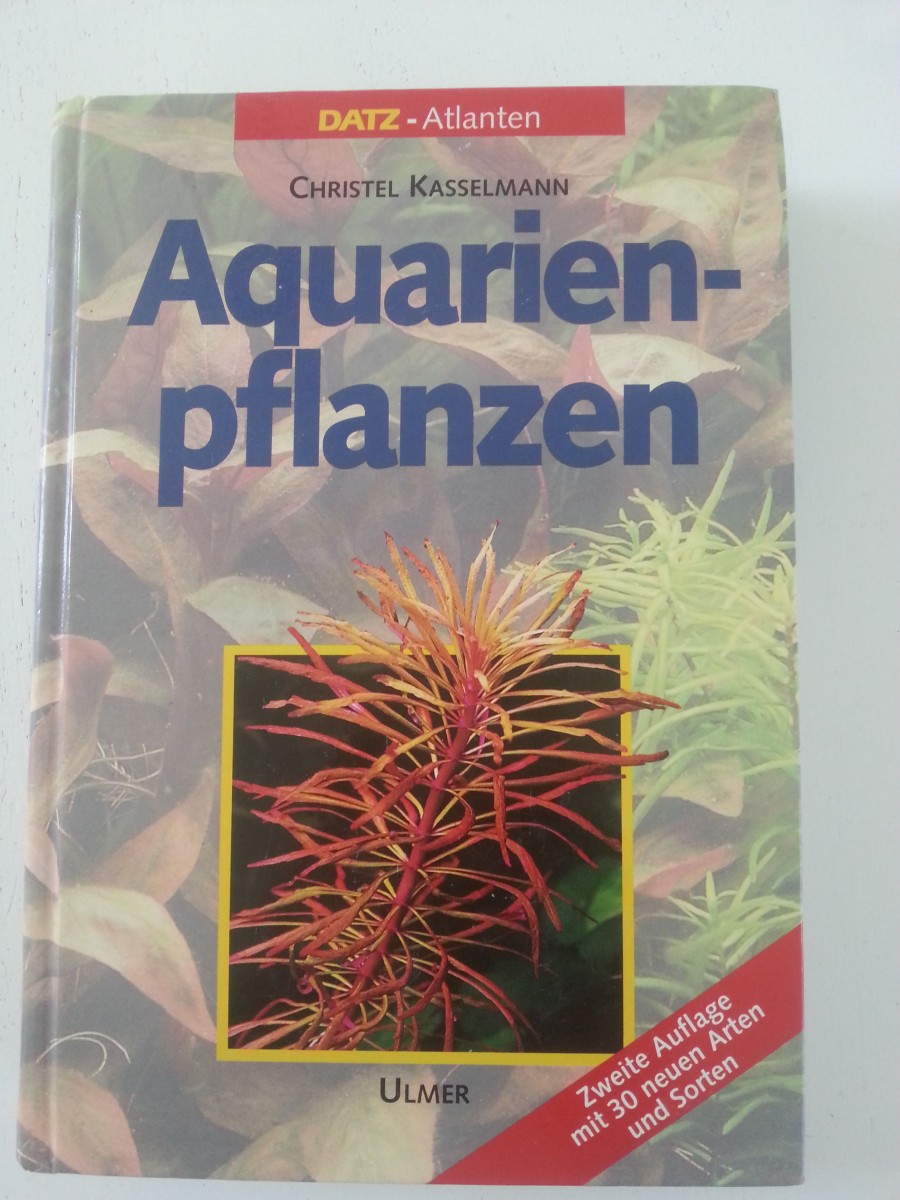 DATZ - Atlanten
CHRISTEL KASSELMANN
Aquarien-
pflanzen
ULMER
Zweite Auflage
mit 30 neuen Arten
und Sorten